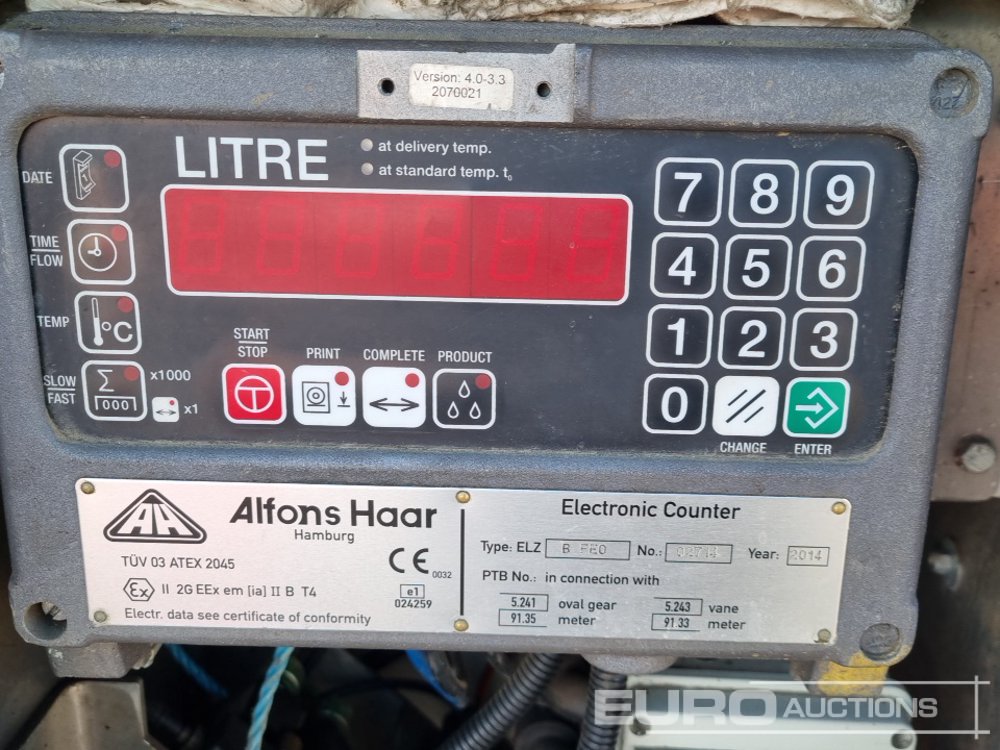 Version: 4.0-3.3
2070021
LITRE
at delivery temp.
at standard temp. t₀
DATE
TIME
FLOW
TEMP
°C
SLOW
FAST
Σ
000
x1000
x1
START
STOP
PRINT
COMPLETE
PRODUCT
7 8 9
4 5 6
1 2 3
0
CHANGE
ENTER
Alfons Haar
Hamburg
TÜV 03 ATEX 2045
CE 0032
Ex II 2G EEx em [ia] II B T4
e1
024259
Electr. data see certificate of conformity
Electronic Counter
Type: ELZ B FEO No.: Year: 2014
PTB No.: in connection with
5.241 oval gear 5.243 vane
91.35 meter 91.33 meter
EURO AUCTIONS